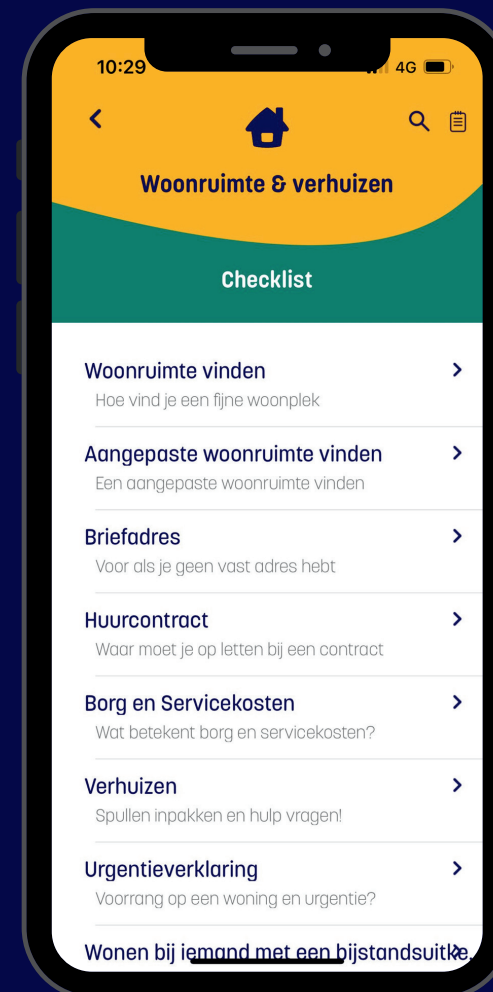 10:29
4G
Woonruimte & verhuizen
Checklist
Woonruimte vinden
Hoe vind je een fijne woonplek
Aangepaste woonruimte vinden
Een aangepaste woonruimte vinden
Briefadres
Voor als je geen vast adres hebt
Huurcontract
Waar moet je op letten bij een contract
Borg en Servicekosten
Wat betekent borg en servicekosten?
Verhuizen
Spullen inpakken en hulp vragen!
Urgentieverklaring
Voorrang op een woning en urgentie?
Wonen bij iemand met een bijstandsuitke.